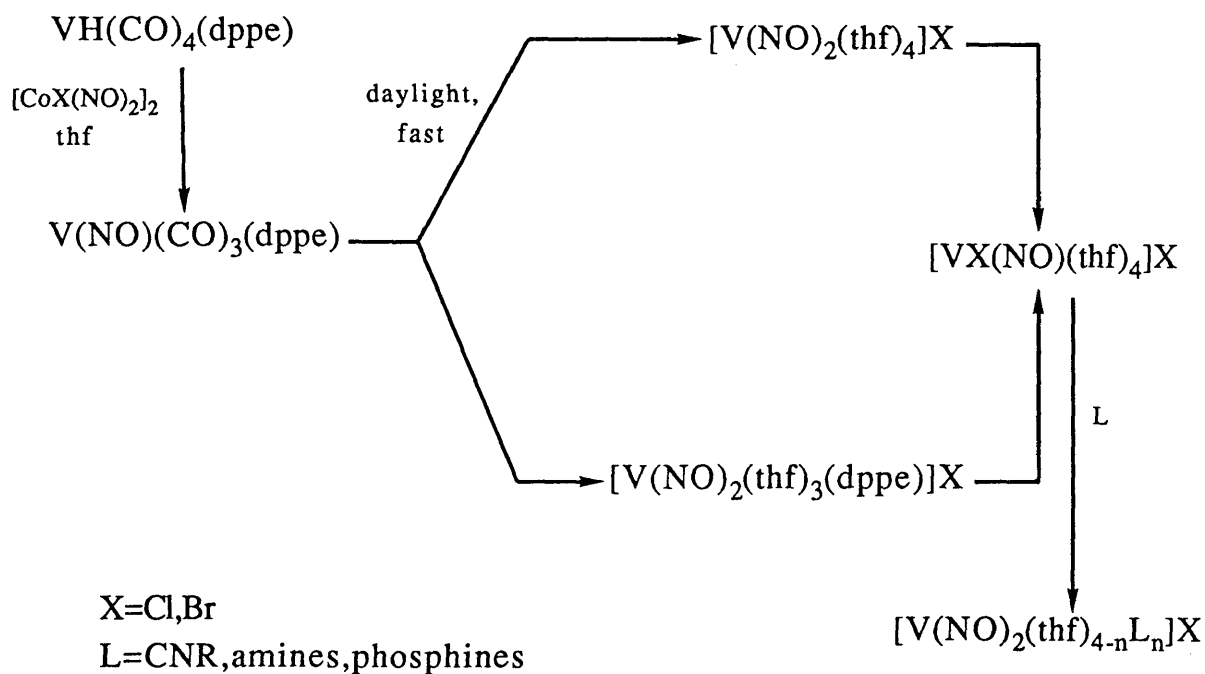 VH(CO)₄(dppe)
[CoX(NO)₂]₂
thf
V(NO)(CO)₃(dppe)
daylight,
fast
[V(NO)₂(thf)₄]X
[VX(NO)(thf)₄]X
[V(NO)₂(thf)₃(dppe)]X
L
[V(NO)₂(thf)₄₋ₙLₙ]X
X=Cl,Br
L=CNR,amines,phosphines